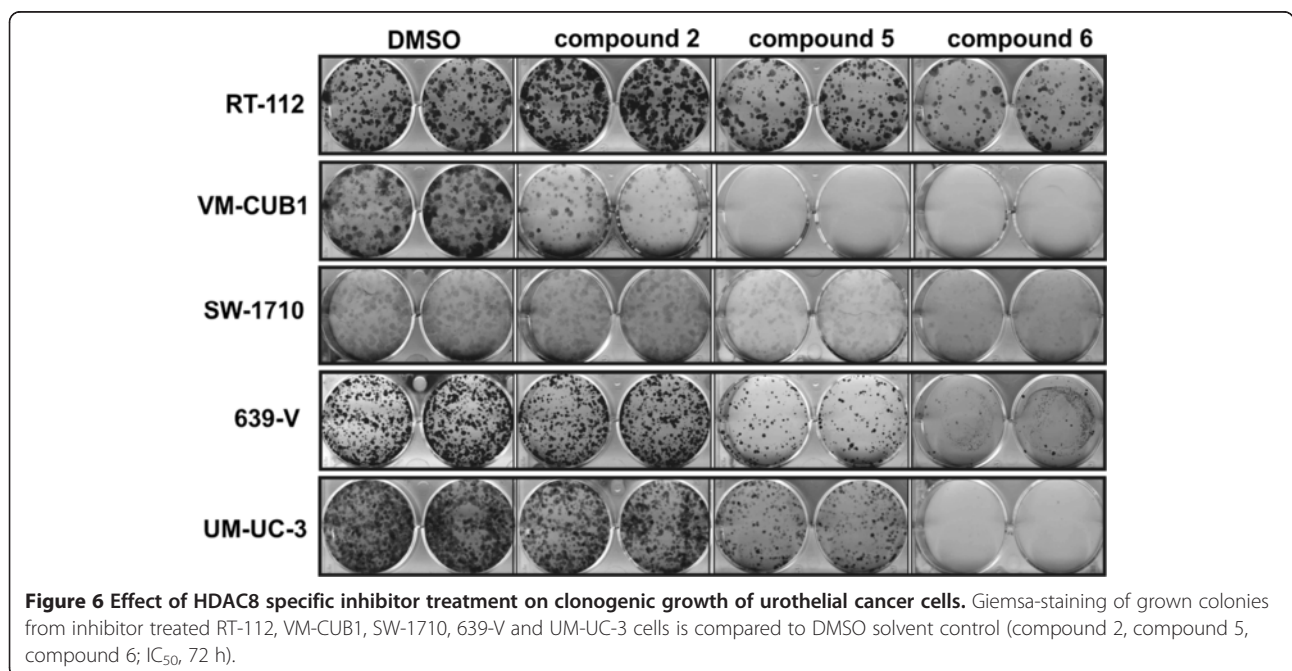 DMSO compound 2 compound 5 compound 6
RT-112
VM-CUB1
SW-1710
639-V
UM-UC-3
Figure 6 Effect of HDAC8 specific inhibitor treatment on clonogenic growth of urothelial cancer cells. Giemsa-staining of grown colonies
from inhibitor treated RT-112, VM-CUB1, SW-1710, 639-V and UM-UC-3 cells is compared to DMSO solvent control (compound 2, compound 5,
compound 6; IC₅₀, 72 h).